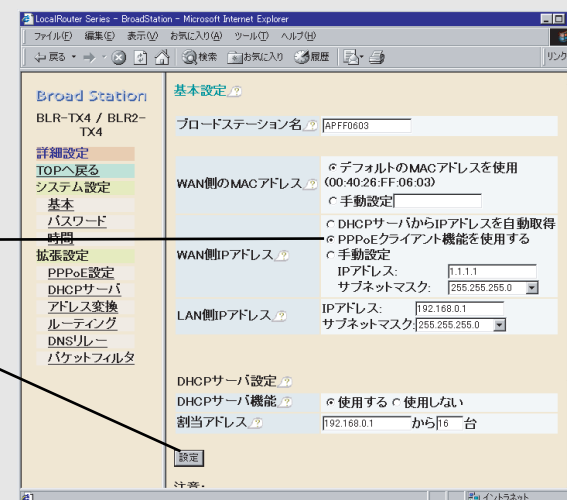 LocalRouter Series - BroadStation - Microsoft Internet Explorer
ファイル(F) 編集(E) 表示(V) お気に入り(A) ツール(T) ヘルプ(H)
戻る 検索 お気に入り 履歴 リンク
Broad Station
BLR-TX4 / BLR2-
TX4
詳細設定
TOPへ戻る
システム設定
基本
パスワード
時間
拡張設定
PPPoE設定
DHCPサーバ
アドレス変換
ルーティング
DNSリレー
パケットフィルタ
基本設定
ブロードステーション名 APFF0603
WAN側のMACアドレス デフォルトのMACアドレスを使用
(00:40:26:FF:06:03)
手動設定
WAN側IPアドレス DHCPサーバからIPアドレスを自動取得
PPPoEクライアント機能を使用する
手動設定
IPアドレス: 1.1.1.1
サブネットマスク: 255.255.255.0
LAN側IPアドレス IPアドレス: 192.168.0.1
サブネットマスク: 255.255.255.0
DHCPサーバ設定
DHCPサーバ機能 使用する 使用しない
割当アドレス 192.168.0.1 から 16 台
設定
注意:
イントラネット